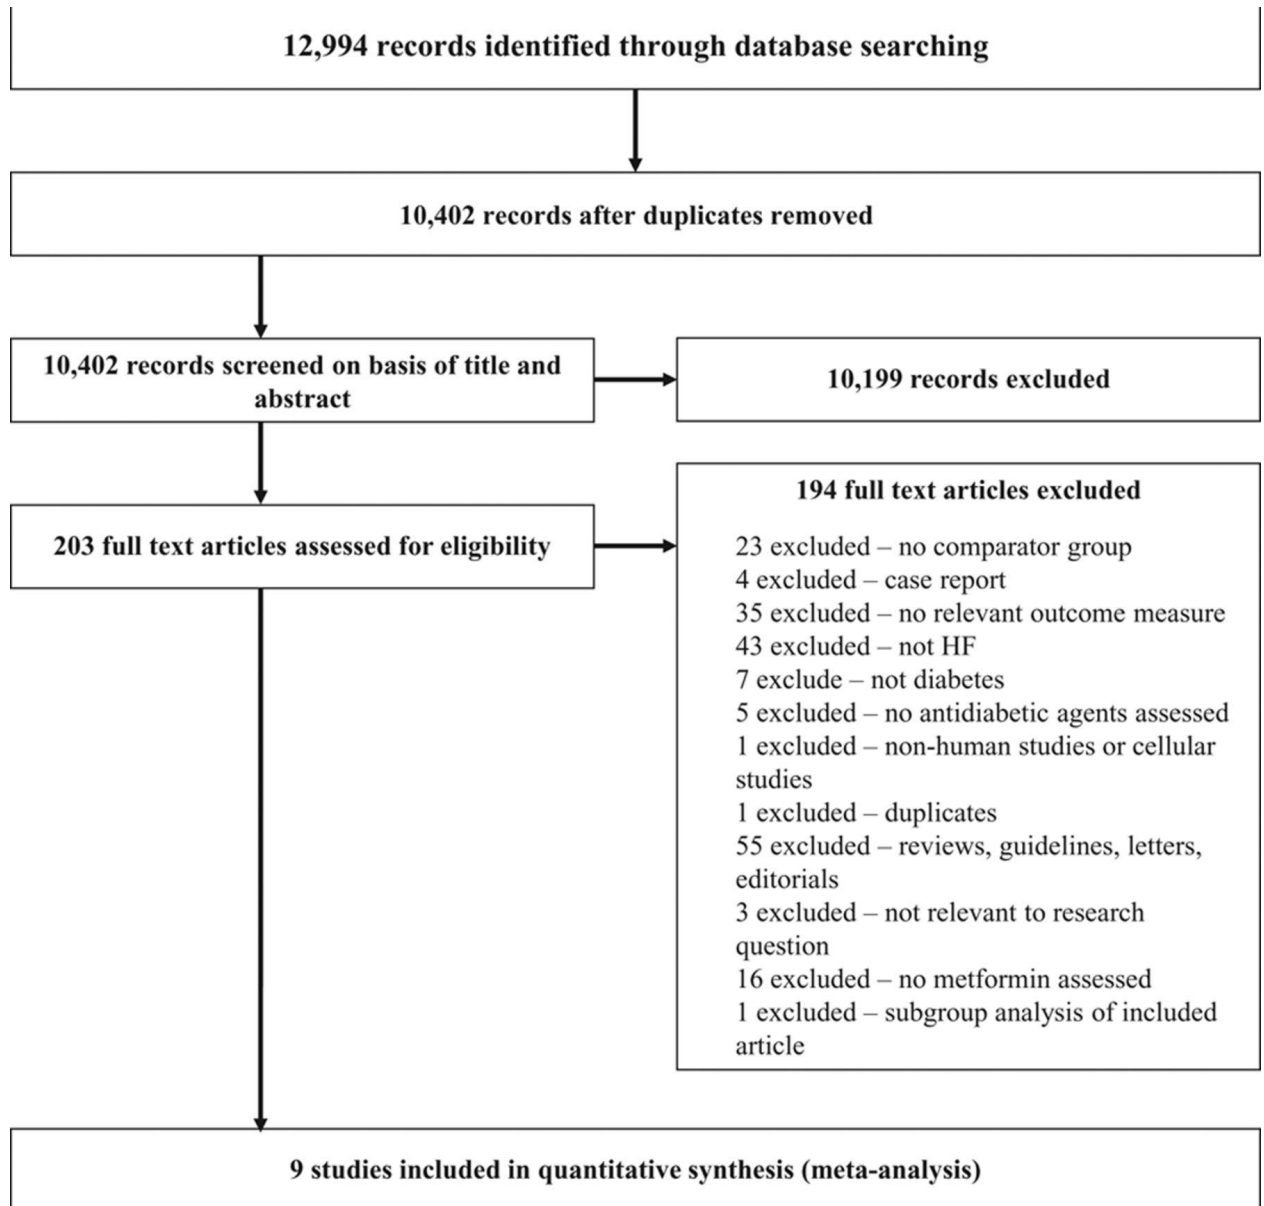 12,994 records identified through database searching
10,402 records after duplicates removed
10,402 records screened on basis of title and
abstract
10,199 records excluded
203 full text articles assessed for eligibility
194 full text articles excluded
23 excluded – no comparator group
4 excluded – case report
35 excluded – no relevant outcome measure
43 excluded – not HF
7 exclude – not diabetes
5 excluded – no antidiabetic agents assessed
1 excluded – non-human studies or cellular
studies
1 excluded – duplicates
55 excluded – reviews, guidelines, letters,
editorials
3 excluded – not relevant to research
question
16 excluded – no metformin assessed
1 excluded – subgroup analysis of included
article
9 studies included in quantitative synthesis (meta-analysis)